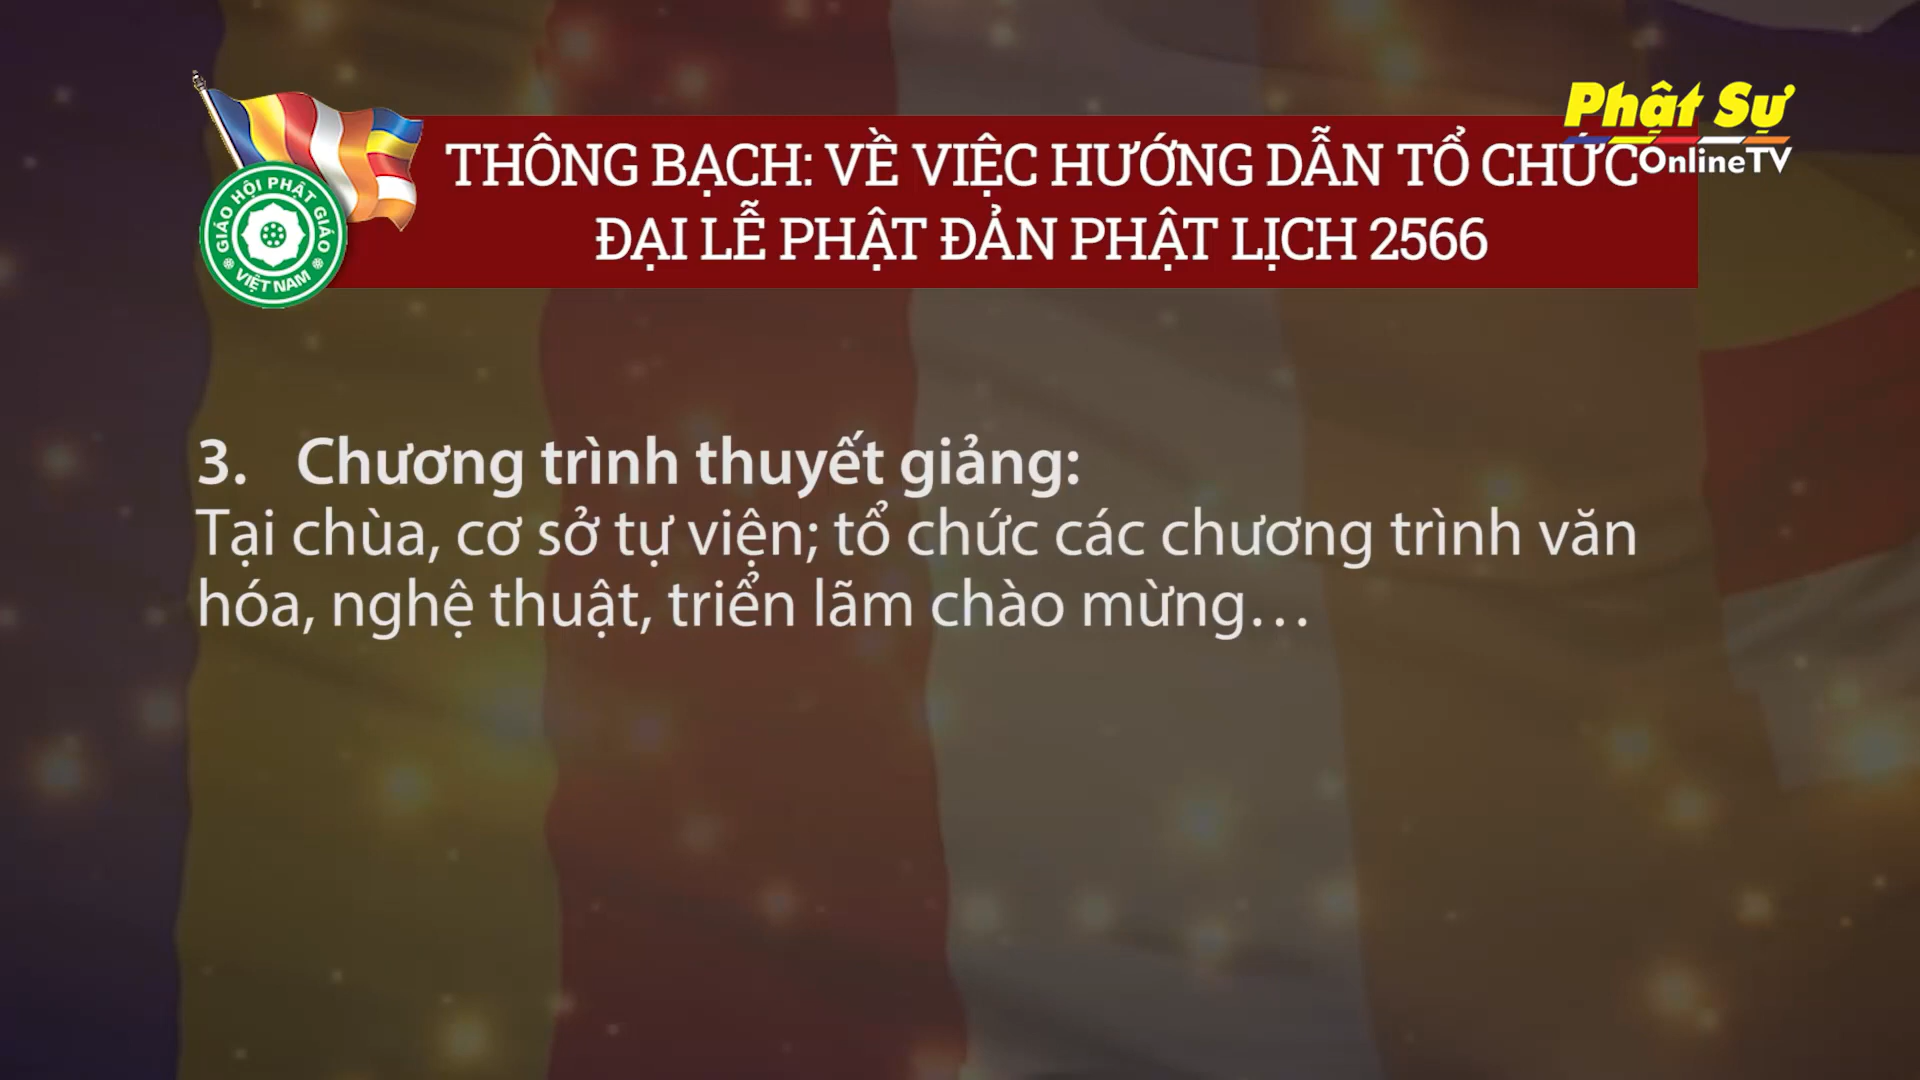 Phật Sự
OnlineTV
THÔNG BẠCH: VỀ VIỆC HƯỚNG DẪN TỔ CHỨC
ĐẠI LỄ PHẬT ĐẢN PHẬT LỊCH 2566
GIÁO HỘI PHẬT GIÁO
VIỆT NAM
3. Chương trình thuyết giảng:
Tại chùa, cơ sở tự viện; tổ chức các chương trình văn
hóa, nghệ thuật, triển lãm chào mừng…